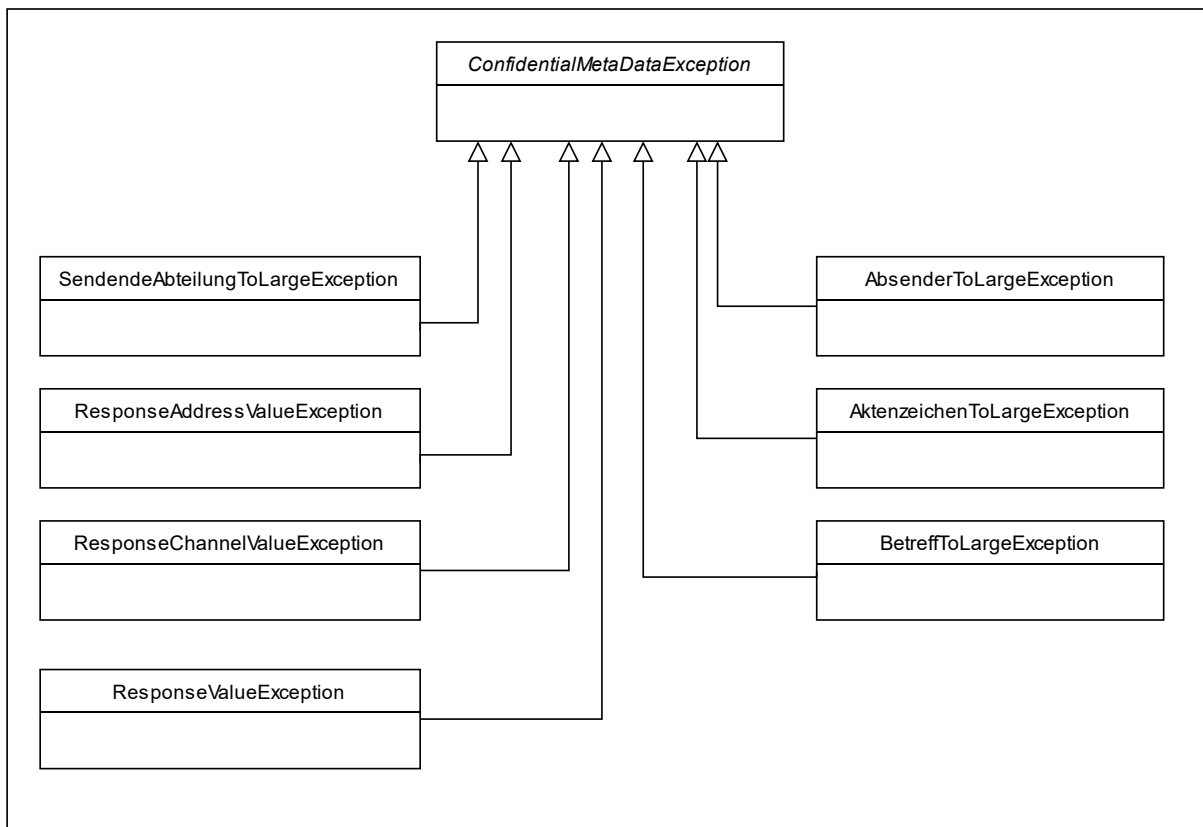 ConfidentialMetaDataException
SendendeAbteilungToLargeException
AbsenderToLargeException
ResponseAddressValueException
AktenzeichenToLargeException
ResponseChannelValueException
BetreffToLargeException
ResponseValueException